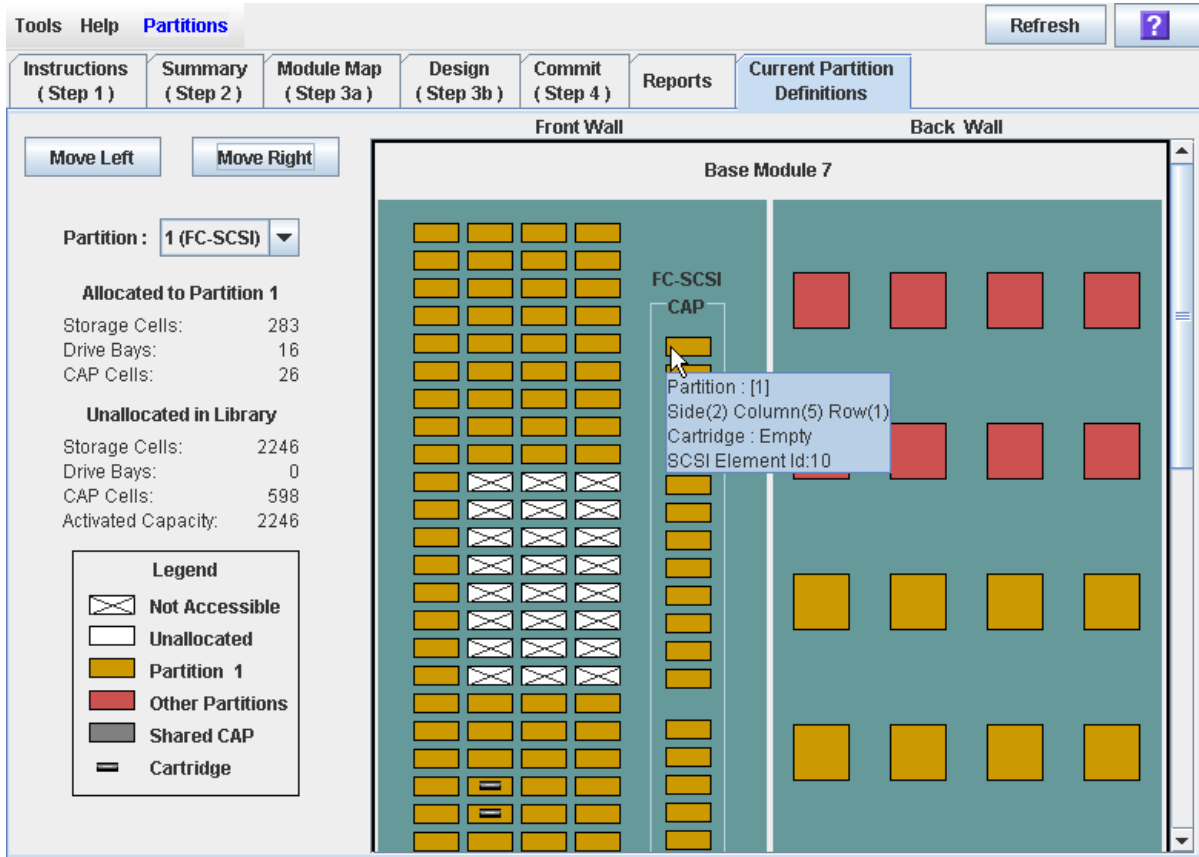 Tools Help Partitions
Refresh
?
Instructions
( Step 1 )
Summary
( Step 2 )
Module Map
( Step 3a )
Design
( Step 3b )
Commit
( Step 4 )
Reports
Current Partition
Definitions
Move Left
Move Right
Partition :
1 (FC-SCSI)
Allocated to Partition 1
Storage Cells: 283
Drive Bays: 16
CAP Cells: 26
Unallocated in Library
Storage Cells: 2246
Drive Bays: 0
CAP Cells: 598
Activated Capacity: 2246
Legend
Not Accessible
Unallocated
Partition 1
Other Partitions
Shared CAP
Cartridge
Front Wall
Back Wall
Base Module 7
FC-SCSI
CAP
Partition : [1]
Side(2) Column(5) Row(1)
Cartridge : Empty
SCSI Element Id:10